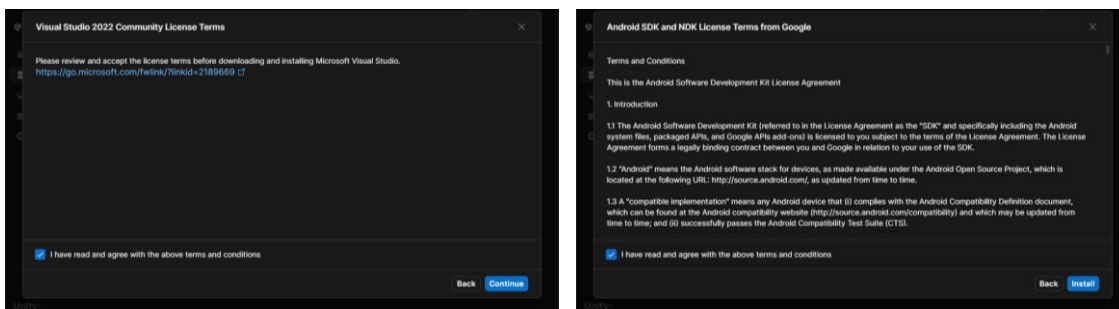 Visual Studio 2022 Community License Terms
Please review and accept the license terms before downloading and installing Microsoft Visual Studio.
https://go.microsoft.com/fwlink/?linkid=2189669
I have read and agree with the above terms and conditions
Back
Continue
Android SDK and NDK License Terms from Google
Terms and Conditions
This is the Android Software Development Kit License Agreement
1. Introduction
1.1 The Android Software Development Kit (referred to in the License Agreement as the "SDK" and specifically including the Android
system files, packaged APIs, and Google APIs add-ons) is licensed to you subject to the terms of the License Agreement. The License
Agreement forms a legally binding contract between you and Google in relation to your use of the SDK.
1.2 "Android" means the Android software stack for devices, as made available under the Android Open Source Project, which is
located at the following URL: http://source.android.com/, as updated from time to time.
1.3 A "compatible implementation" means any Android device that (i) complies with the Android Compatibility Definition document,
which can be found at the Android compatibility website (http://source.android.com/compatibility) and which may be updated from
time to time; and (ii) successfully passes the Android Compatibility Test Suite (CTS).
I have read and agree with the above terms and conditions
Back
Install